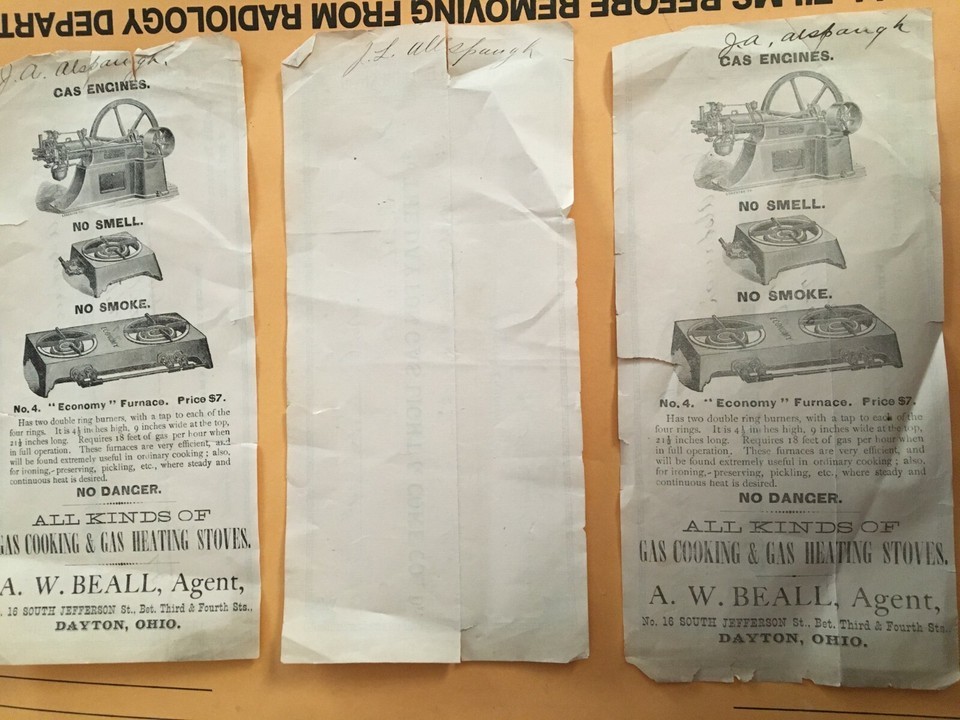 FILMS BEFORE REMOVING FROM RADIOLOGY DEPART
J. A. Alspaugh.
GAS ENGINES.
NO SMELL.
NO SMOKE.
ECONOMY
No. 4. "Economy" Furnace. Price $7.
Has two double ring burners, with a tap to each of the
four rings. It is 4½ inches high, 9 inches wide at the top,
21½ inches long. Requires 18 feet of gas per hour when
in full operation. These furnaces are very efficient, and
will be found extremely useful in ordinary cooking; also,
for ironing,-preserving, pickling, etc., where steady and
continuous heat is desired.
NO DANGER.
ALL KINDS OF
GAS COOKING & GAS HEATING STOVES.
A. W. BEALL, Agent,
. 16 SOUTH JEFFERSON St., Bet. Third & Fourth Sts.,
DAYTON, OHIO.
J. L. Allspaugh
J. A, alspaugh
GAS ENGINES.
NO SMELL.
NO SMOKE.
ECONOMY
No. 4. "Economy" Furnace. Price $7.
Has two double ring burners, with a tap to each of the
four rings. It is 4½ inches high, 9 inches wide at the top,
21½ inches long. Requires 18 feet of gas per hour when
in full operation. These furnaces are very efficient, and
will be found extremely useful in ordinary cooking; also,
for ironing,-preserving, pickling, etc., where steady and
continuous heat is desired.
NO DANGER.
ALL KINDS OF
GAS COOKING & GAS HEATING STOVES.
A. W. BEALL, Agent,
No. 16 SOUTH JEFFERSON St., Bet. Third & Fourth Sts.
DAYTON, OHIO.